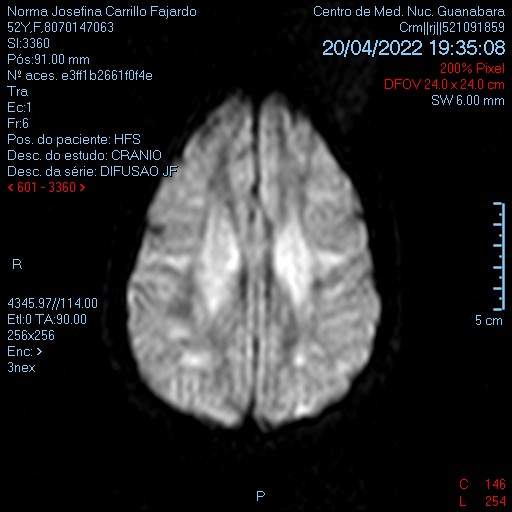 Norma Josefina Carrillo Fajardo
52Y,F,8070147063
Sl:3360
Pós:91.00 mm
Nº aces. e3ff1b2661f0f4e
Tra
Ec:1
Fr:6
Pos. do paciente: HFS
Desc. do estudo: CRANIO
Desc. da série: DIFUSAO JF
< 601 - 3360 >
Centro de Med. Nuc. Guanabara
Crm||rj||521091859
20/04/2022 19:35:08
200% Pixel
DFOV 24.0 x 24.0 cm
SW 6.00 mm
R
5 cm
4345.97//114.00
Etl:0 TA:90.00
256x256
Enc: >
3nex
P
C 146
L 254